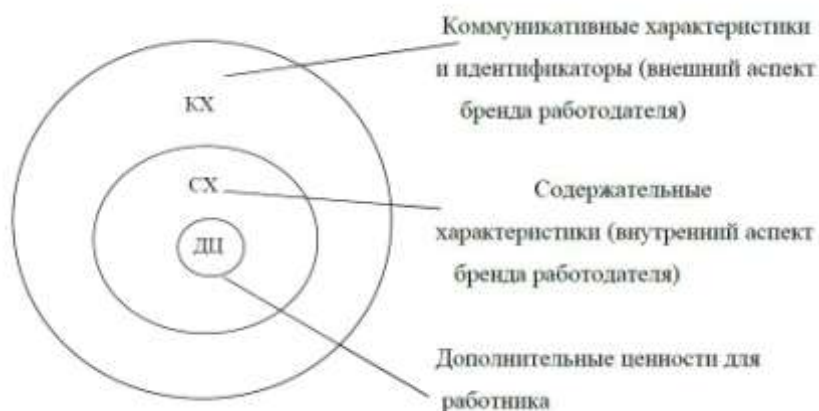 Коммуникативные характеристики
и идентификаторы (внешний аспект
бренда работодателя)
КХ
СХ
Содержательные
характеристики (внутренний аспект
бренда работодателя)
ДЦ
Дополнительные ценности для
работника